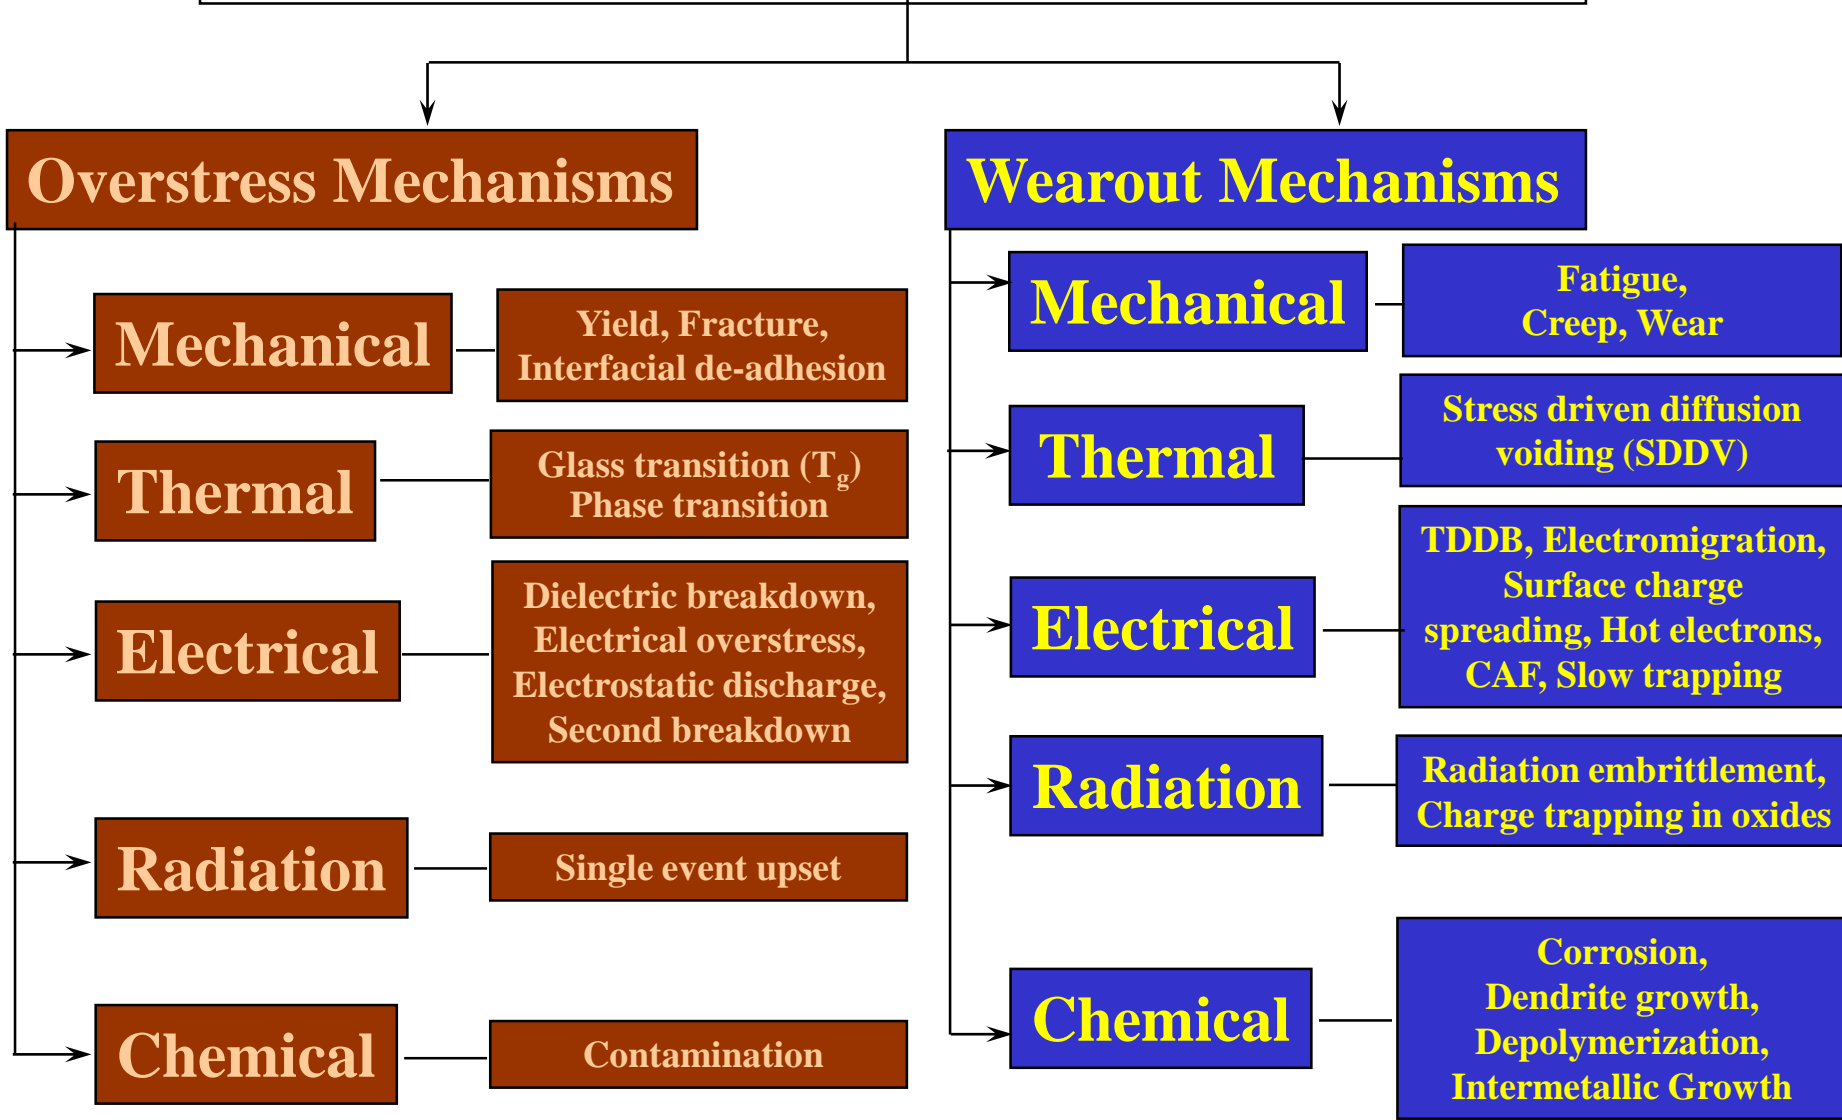 Overstress Mechanisms
Mechanical
Yield, Fracture,
Interfacial de-adhesion
Thermal
Glass transition (Tg)
Phase transition
Electrical
Dielectric breakdown,
Electrical overstress,
Electrostatic discharge,
Second breakdown
Radiation
Single event upset
Chemical
Contamination
Wearout Mechanisms
Mechanical
Fatigue,
Creep, Wear
Thermal
Stress driven diffusion
voiding (SDDV)
Electrical
TDDB, Electromigration,
Surface charge
spreading, Hot electrons,
CAF, Slow trapping
Radiation
Radiation embrittlement,
Charge trapping in oxides
Chemical
Corrosion,
Dendrite growth,
Depolymerization,
Intermetallic Growth